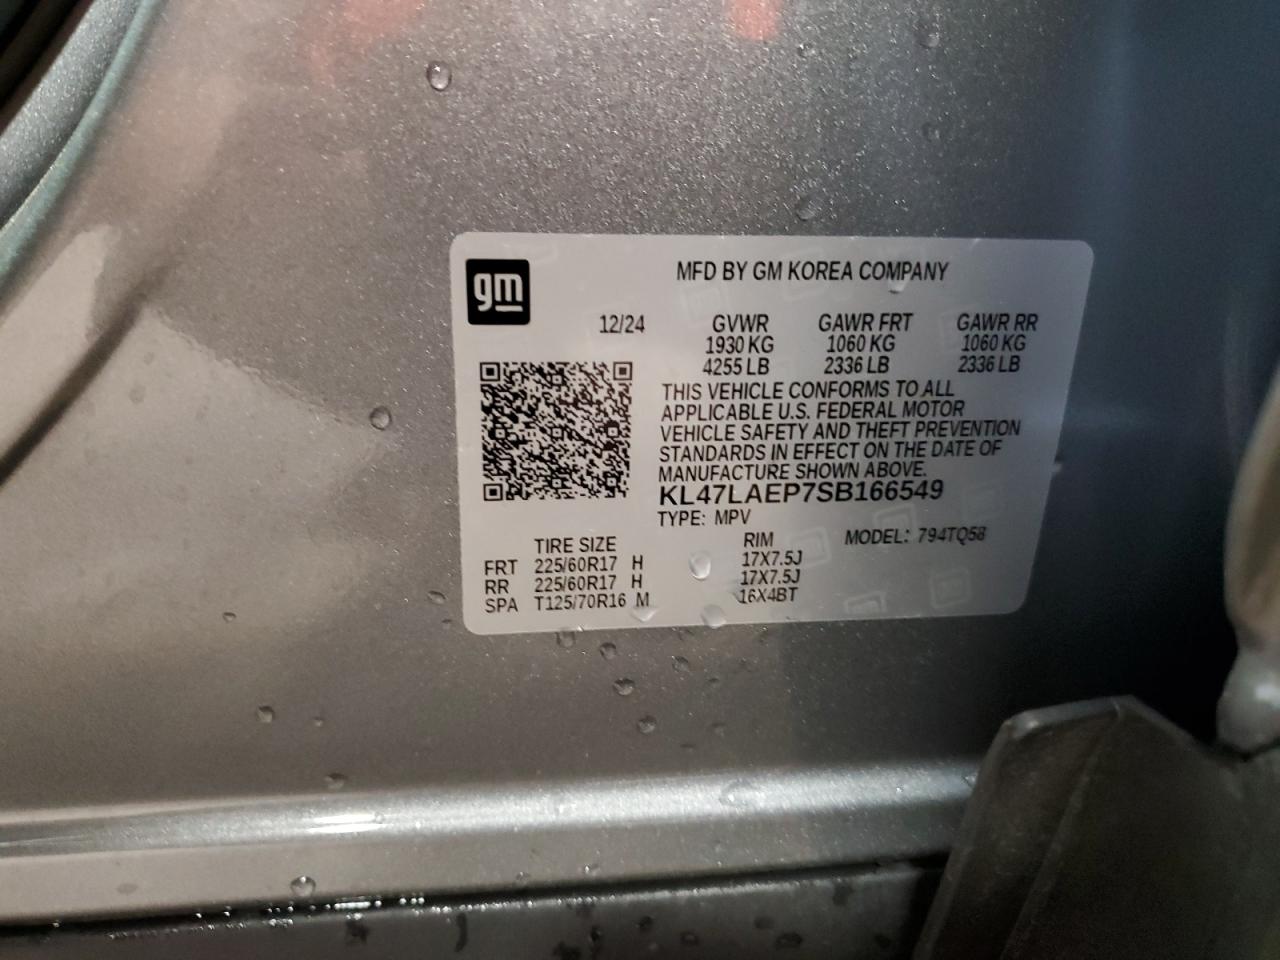 gm
MFD BY GM KOREA COMPANY
12/24 GVWR GAWR FRT GAWR RR
1930 KG 1060 KG 1060 KG
4255 LB 2336 LB 2336 LB
THIS VEHICLE CONFORMS TO ALL
APPLICABLE U.S. FEDERAL MOTOR
VEHICLE SAFETY AND THEFT PREVENTION
STANDARDS IN EFFECT ON THE DATE OF
MANUFACTURE SHOWN ABOVE.
KL47LAEP7SB166549
TYPE: MPV
TIRE SIZE RIM MODEL: 794TQ58
FRT 225/60R17 H 17X7.5J
RR 225/60R17 H 17X7.5J
SPA T125/70R16 M 16X4BT